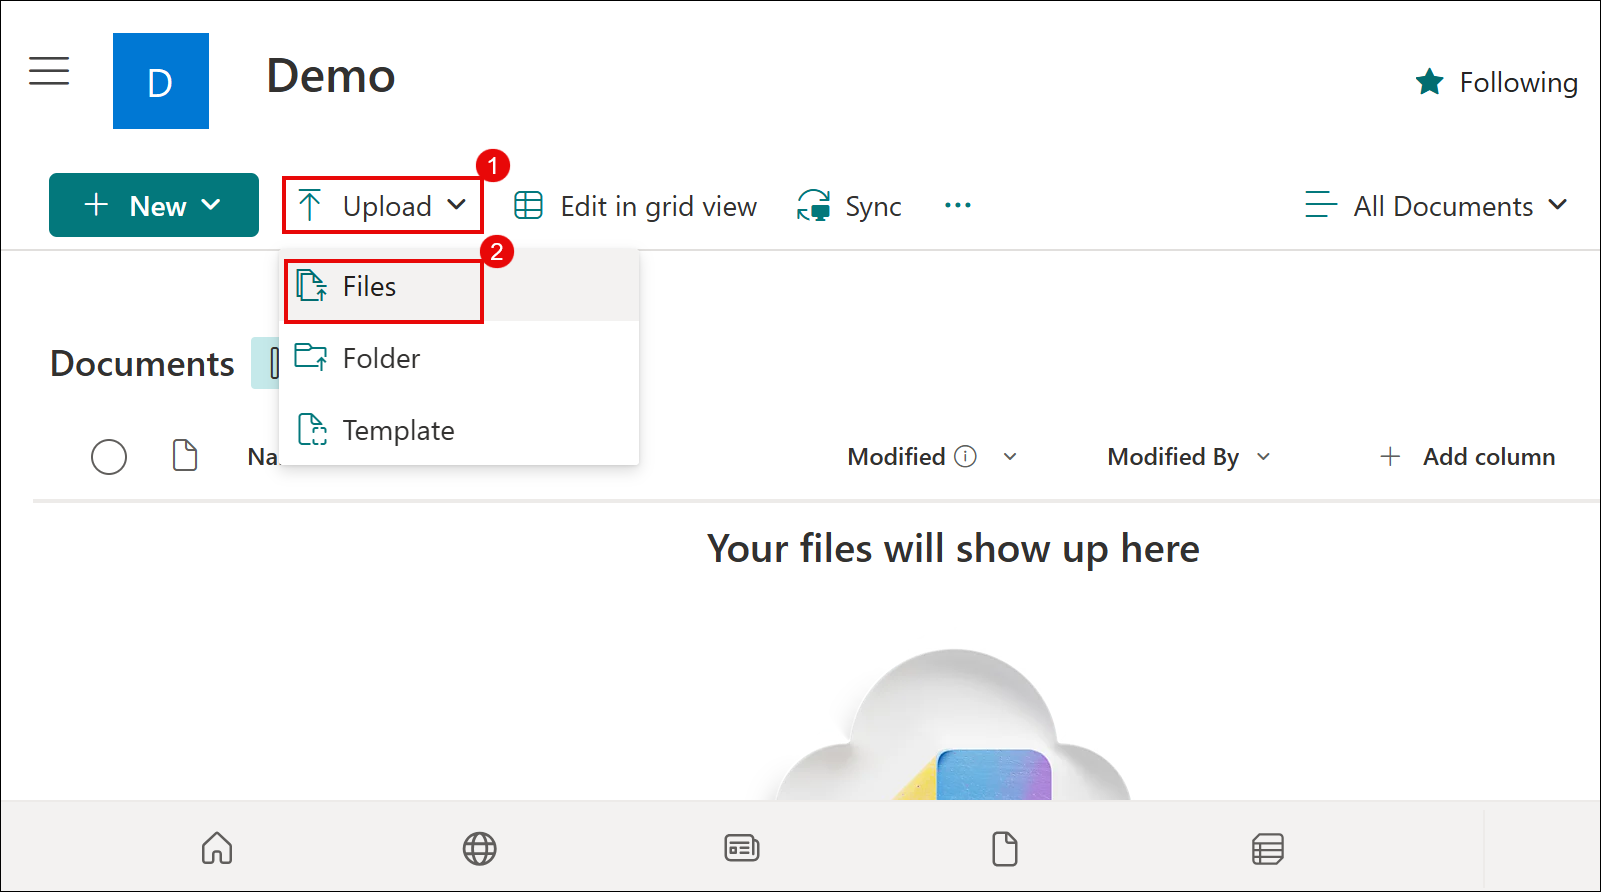 D
Demo
Following
New
Upload
1
Edit in grid view
Sync
All Documents
2
Files
Folder
Template
Documents
Modified
Modified By
Add column
Your files will show up here